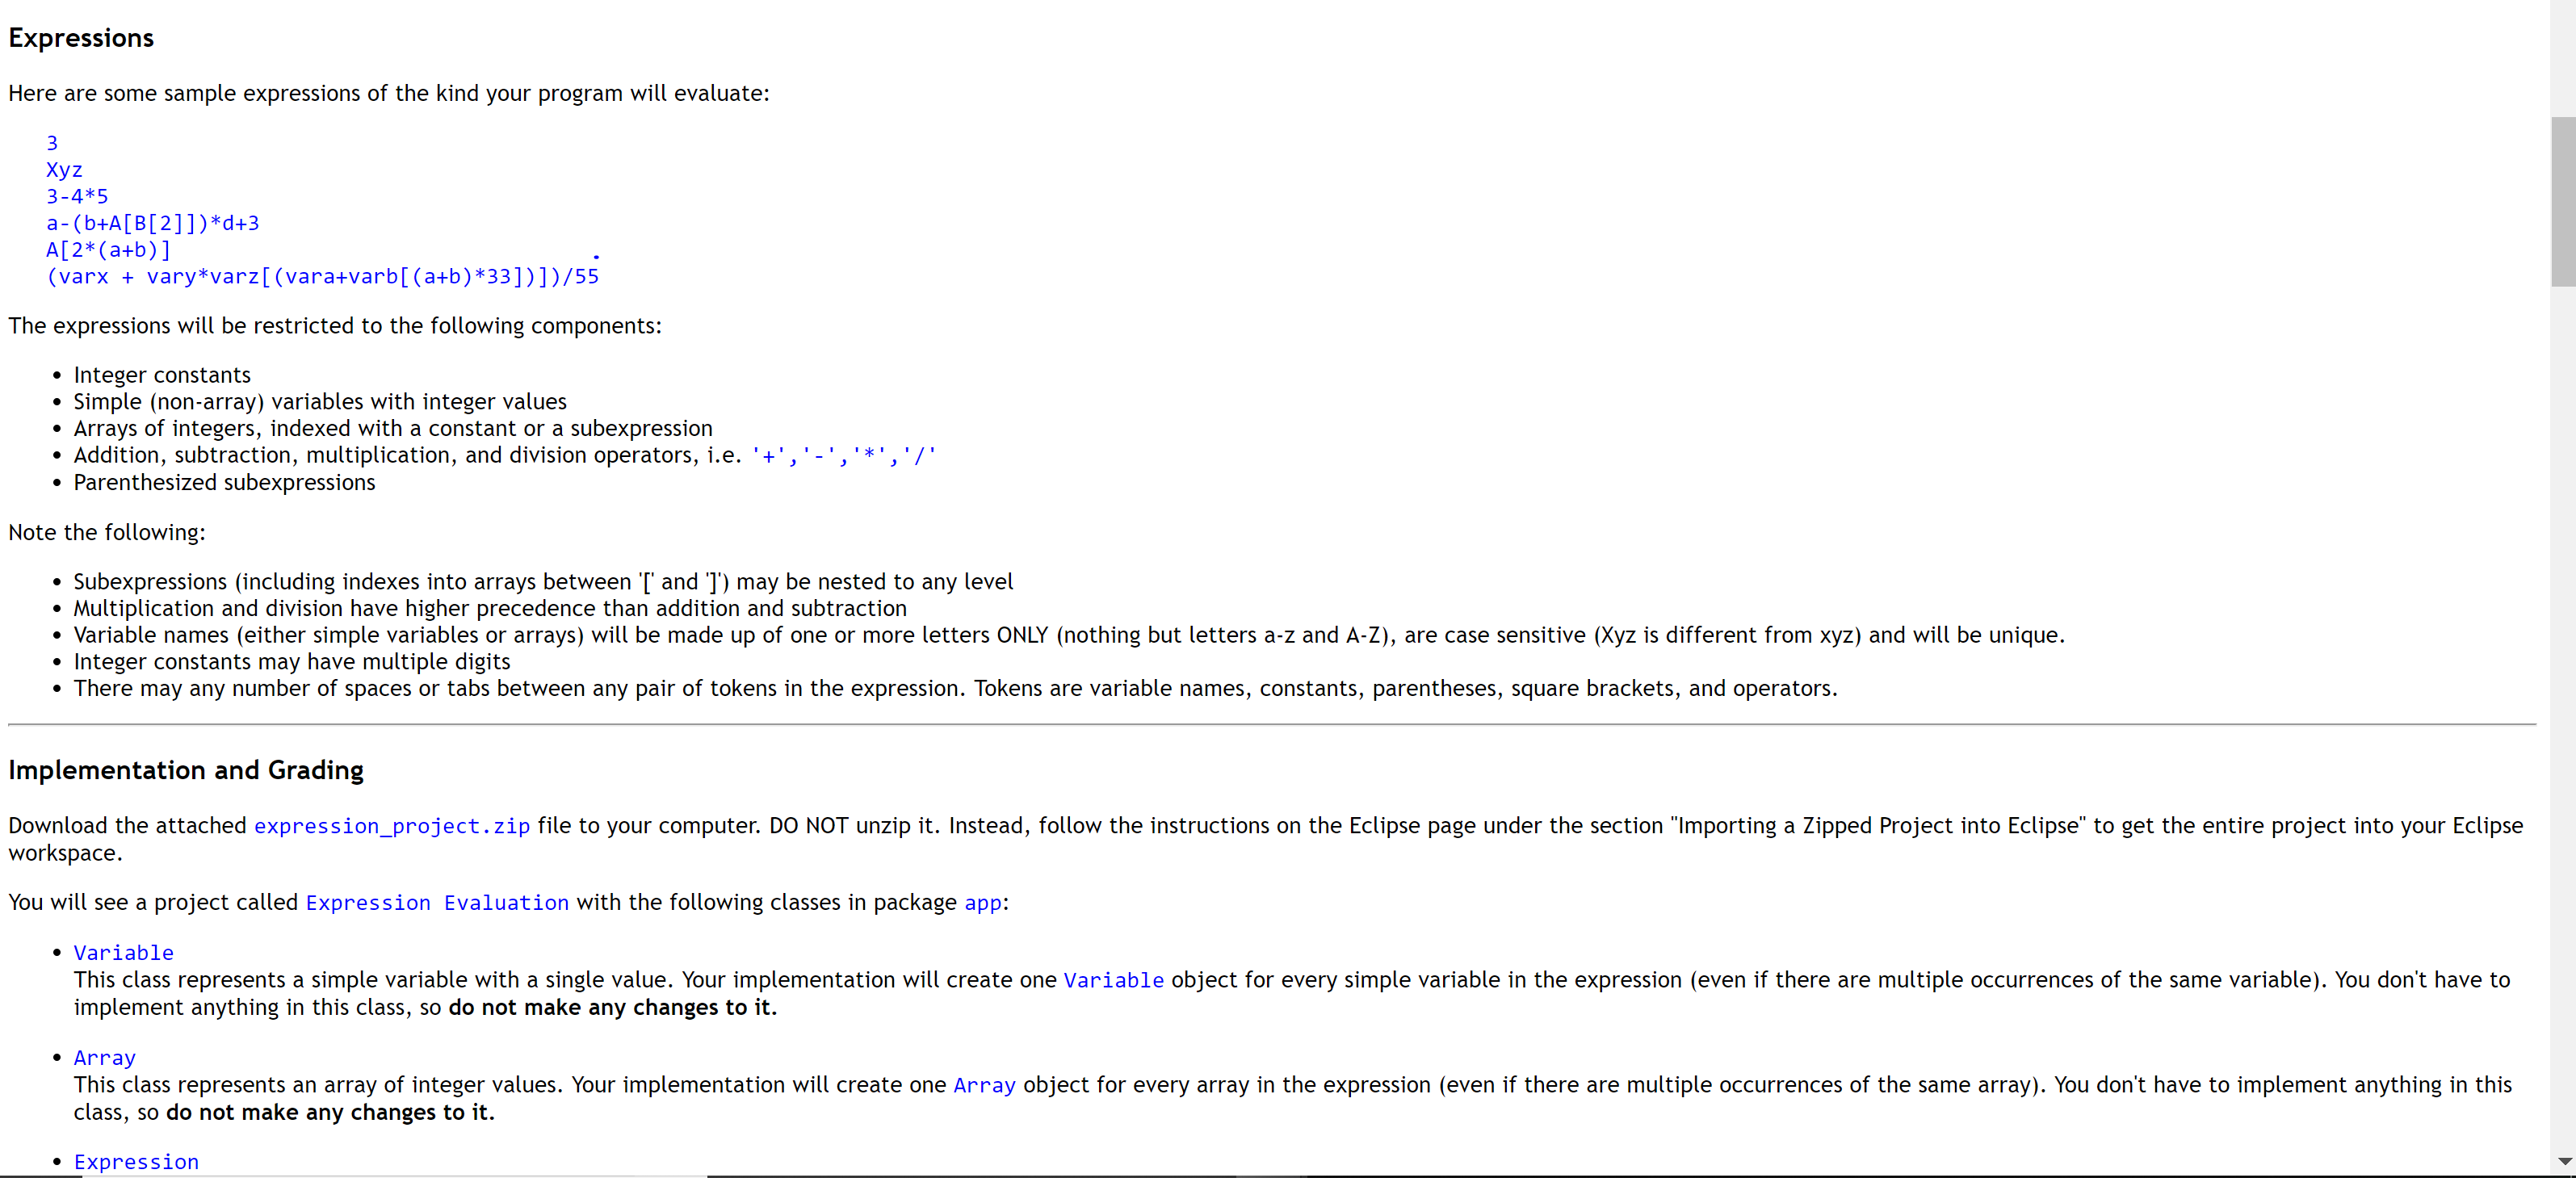 Expressions
Here are some sample expressions of the kind your program will evaluate:
3
Xyz
3-4*5
a-(b+A[B[2]])*d+3
A[2*(a+b)]
(varx + vary*varz[(vara+varb[(a+b)*33])])/55
The expressions will be restricted to the following components:
• Integer constants
• Simple (non-array) variables with integer values
• Arrays of integers, indexed with a constant or a subexpression
• Addition, subtraction, multiplication, and division operators, i.e. '+','-','*','/'
• Parenthesized subexpressions
Note the following:
• Subexpressions (including indexes into arrays between '[' and ']') may be nested to any level
• Multiplication and division have higher precedence than addition and subtraction
• Variable names (either simple variables or arrays) will be made up of one or more letters ONLY (nothing but letters a-z and A-Z), are case sensitive (Xyz is different from xyz) and will be unique.
• Integer constants may have multiple digits
• There may any number of spaces or tabs between any pair of tokens in the expression. Tokens are variable names, constants, parentheses, square brackets, and operators.
Implementation and Grading
Download the attached expression_project.zip file to your computer. DO NOT unzip it. Instead, follow the instructions on the Eclipse page under the section "Importing a Zipped Project into Eclipse" to get the entire project into your Eclipse
workspace.
You will see a project called Expression Evaluation with the following classes in package app:
• Variable
This class represents a simple variable with a single value. Your implementation will create one Variable object for every simple variable in the expression (even if there are multiple occurrences of the same variable). You don't have to
implement anything in this class, so do not make any changes to it.
• Array
This class represents an array of integer values. Your implementation will create one Array object for every array in the expression (even if there are multiple occurrences of the same array). You don't have to implement anything in this
class, so do not make any changes to it.
• Expression